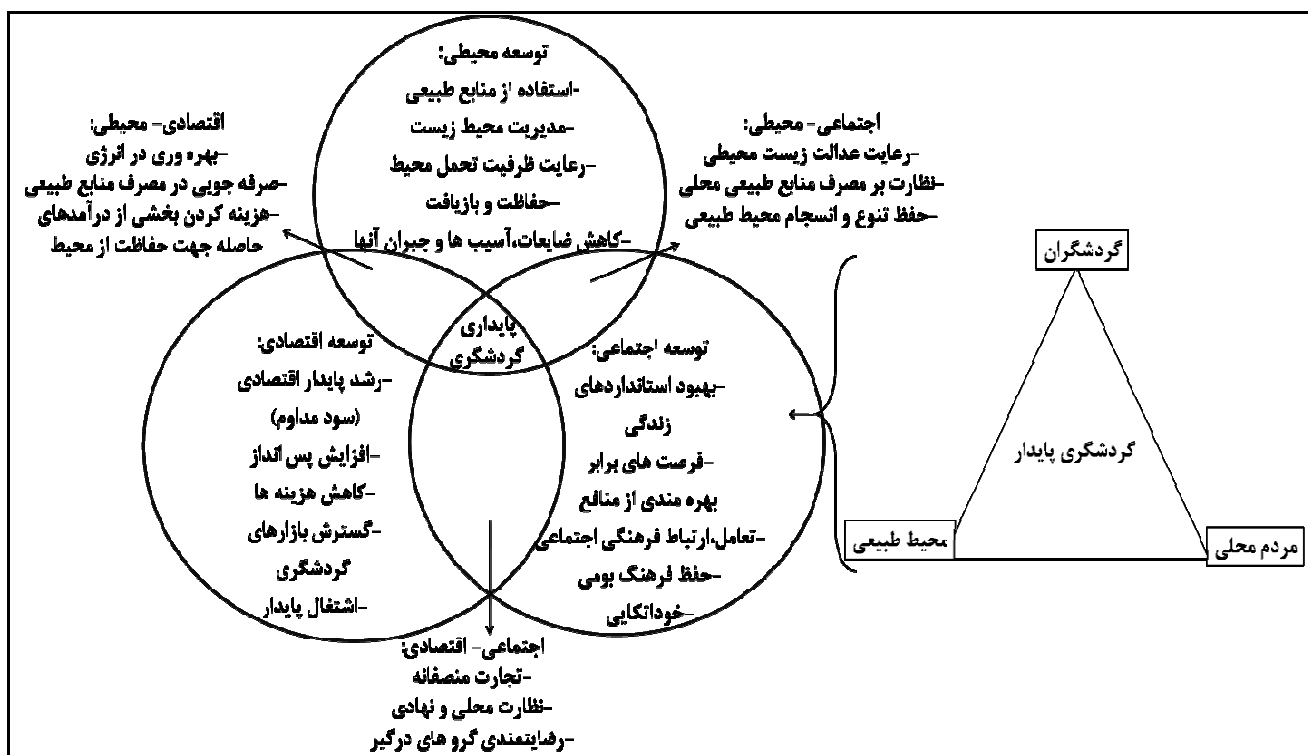 توسعه محیطی:
-استفاده از منابع طبیعی
-مدیریت محیط زیست
-رعایت ظرفیت تحمل محیط
-حفاظت و بازیافت
-کاهش ضایعات،آسیب ها و جبران آنها
اجتماعی- محیطی:
-رعایت عدالت زیست محیطی
-نظارت بر مصرف منابع طبیعی محلی
-حفظ تنوع و انسجام محیط طبیعی
اقتصادی- محیطی:
-بهره وری در انرژی
-صرفه جویی در مصرف منابع طبیعی
-هزینه کردن بخشی از درآمدهای
حاصله جهت حفاظت از محیط
پایداری
گردشگری
توسعه اجتماعی:
-بهبود استانداردهای
زندگی
-فرصت های برابر
بهره مندی از منافع
-تعامل،ارتباط فرهنگی اجتماعی
-حفظ فرهنگ بومی
-خوداتکایی
توسعه اقتصادی:
-رشد پایدار اقتصادی
(سود مداوم)
-افزایش پس انداز
-کاهش هزینه ها
-گسترش بازارهای
گردشگری
-اشتغال پایدار
اجتماعی- اقتصادی:
-تجارت منصفانه
-نظارت محلی و نهادی
-رضایتمندی گرو های درگیر
گردشگران
گردشگری پایدار
مردم محلی
محیط طبیعی